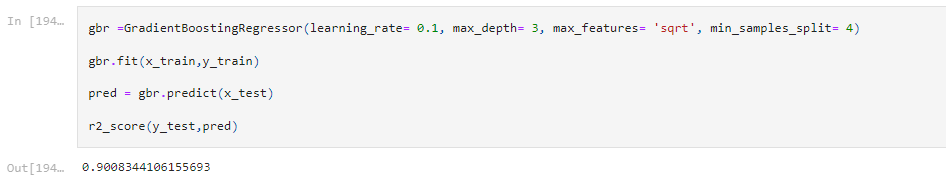 In [194...
gbr =GradientBoostingRegressor(learning_rate= 0.1, max_depth= 3, max_features= 'sqrt', min_samples_split= 4)
gbr.fit(x_train,y_train)
pred = gbr.predict(x_test)
r2_score(y_test,pred)
Out[194...
0.9008344106155693